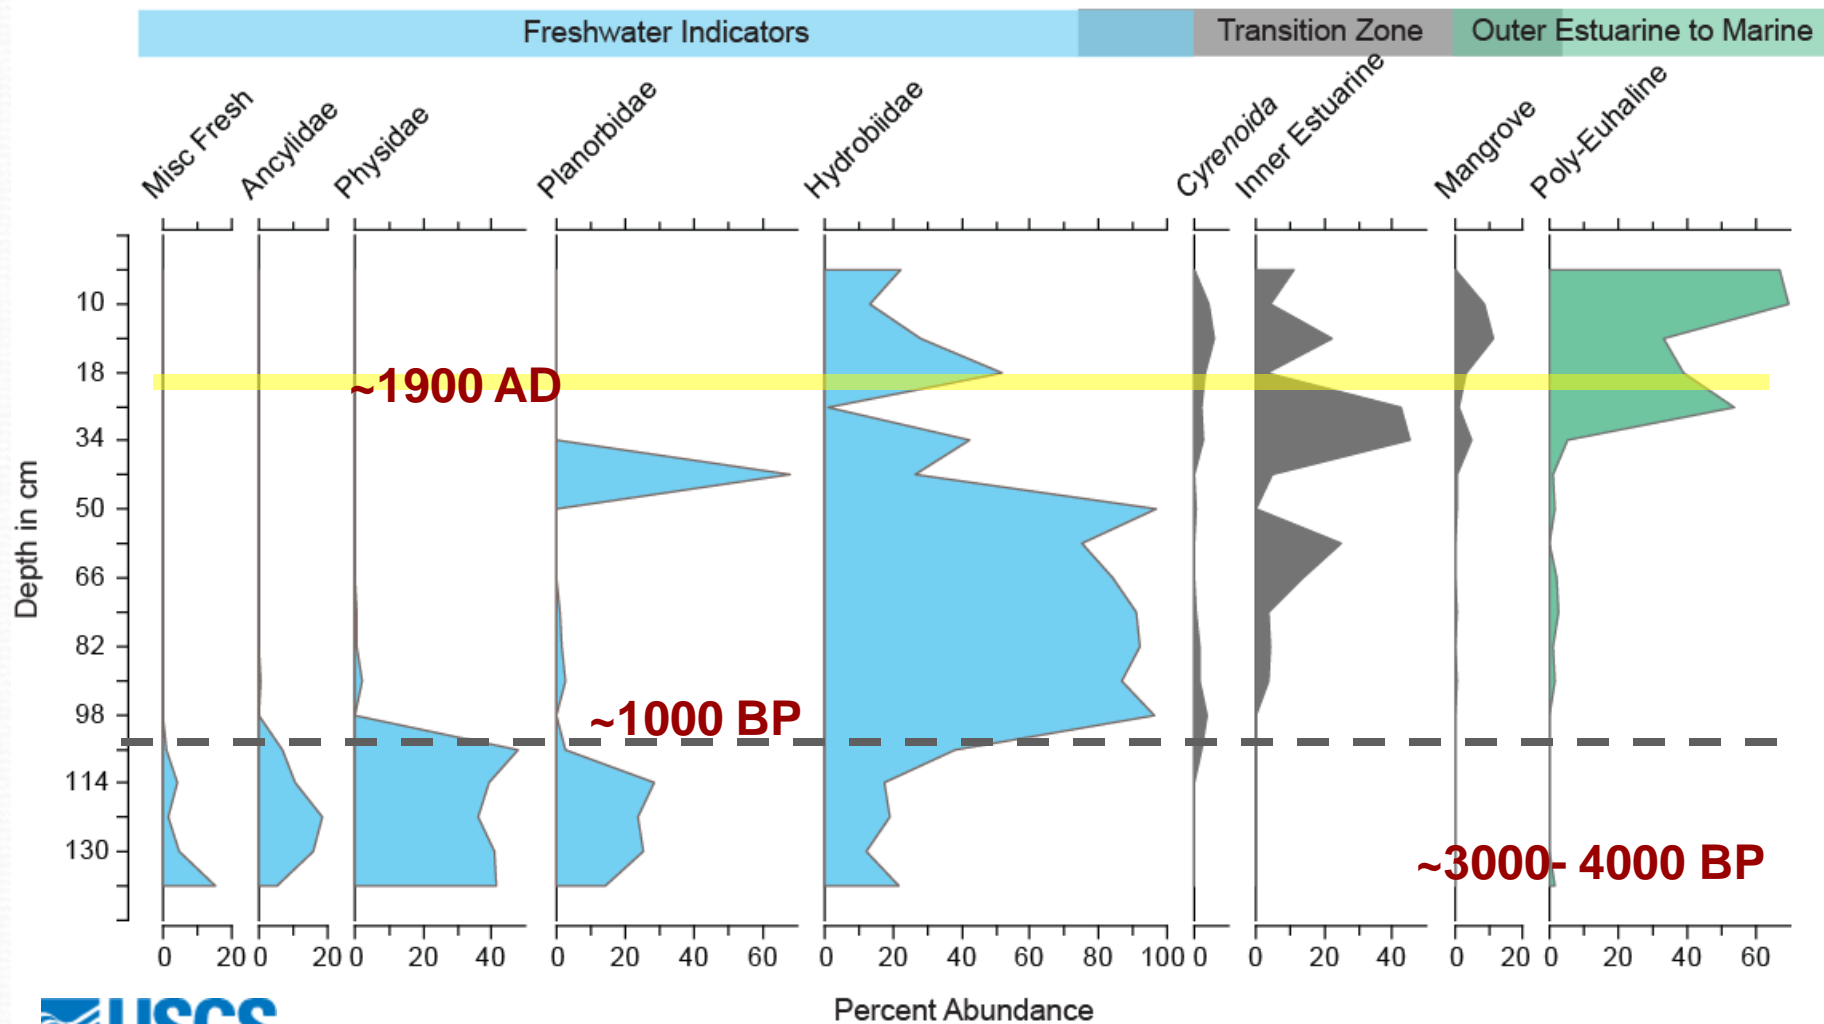 Freshwater Indicators
Transition Zone
Outer Estuarine to Marine
Misc Fresh
Ancylidae
Physidae
Planorbidae
Hydrobiidae
Cyrenoida
Inner Estuarine
Mangrove
Poly-Euhaline
Depth in cm
10
18
~1900 AD
34
50
66
82
98
~1000 BP
114
130
~3000- 4000 BP
0 20 0 20 0 20 40 0 20 40 60 0 20 40 60 80 100 0 0 20 40 0 20 0 20 40 60
Percent Abundance
USGS